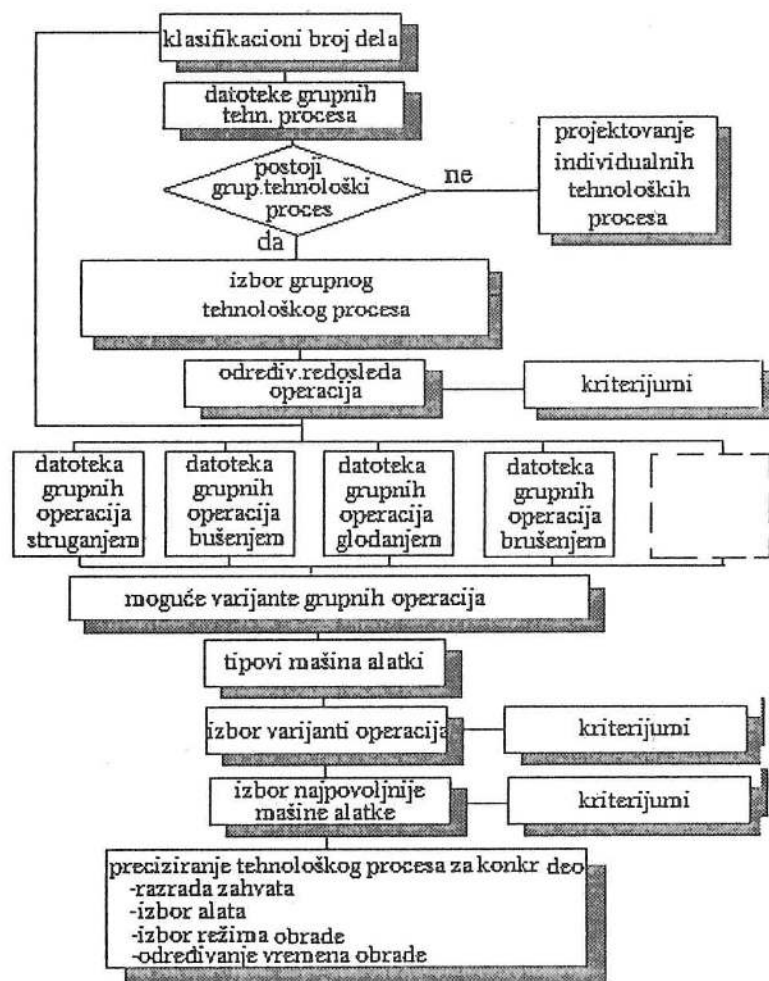 klasifikacioni broj dela
datoteke grupnih
tehn. procesa
postoji
grup.tehnološki
proces
ne
da
projektovanje
individualnih
tehnoloških
procesa
izbor grupnog
tehnološkog procesa
određiv.redosleda
operacija
kriterijumi
datoteka
grupnih
operacija
struganjem
datoteka
grupnih
operacija
bušenjem
datoteka
grupnih
operacija
glodanjem
datoteka
grupnih
operacija
brušenjem
moguće varijante grupnih operacija
tipovi mašina alatki
izbor varijanti operacija
kriterijumi
izbor najpovoljnije
mašine alatke
kriterijumi
preciziranje tehnološkog procesa za konkr deo
-razrada zahvata
-izbor alata
-izbor režima obrade
-određivanje vremena obrade